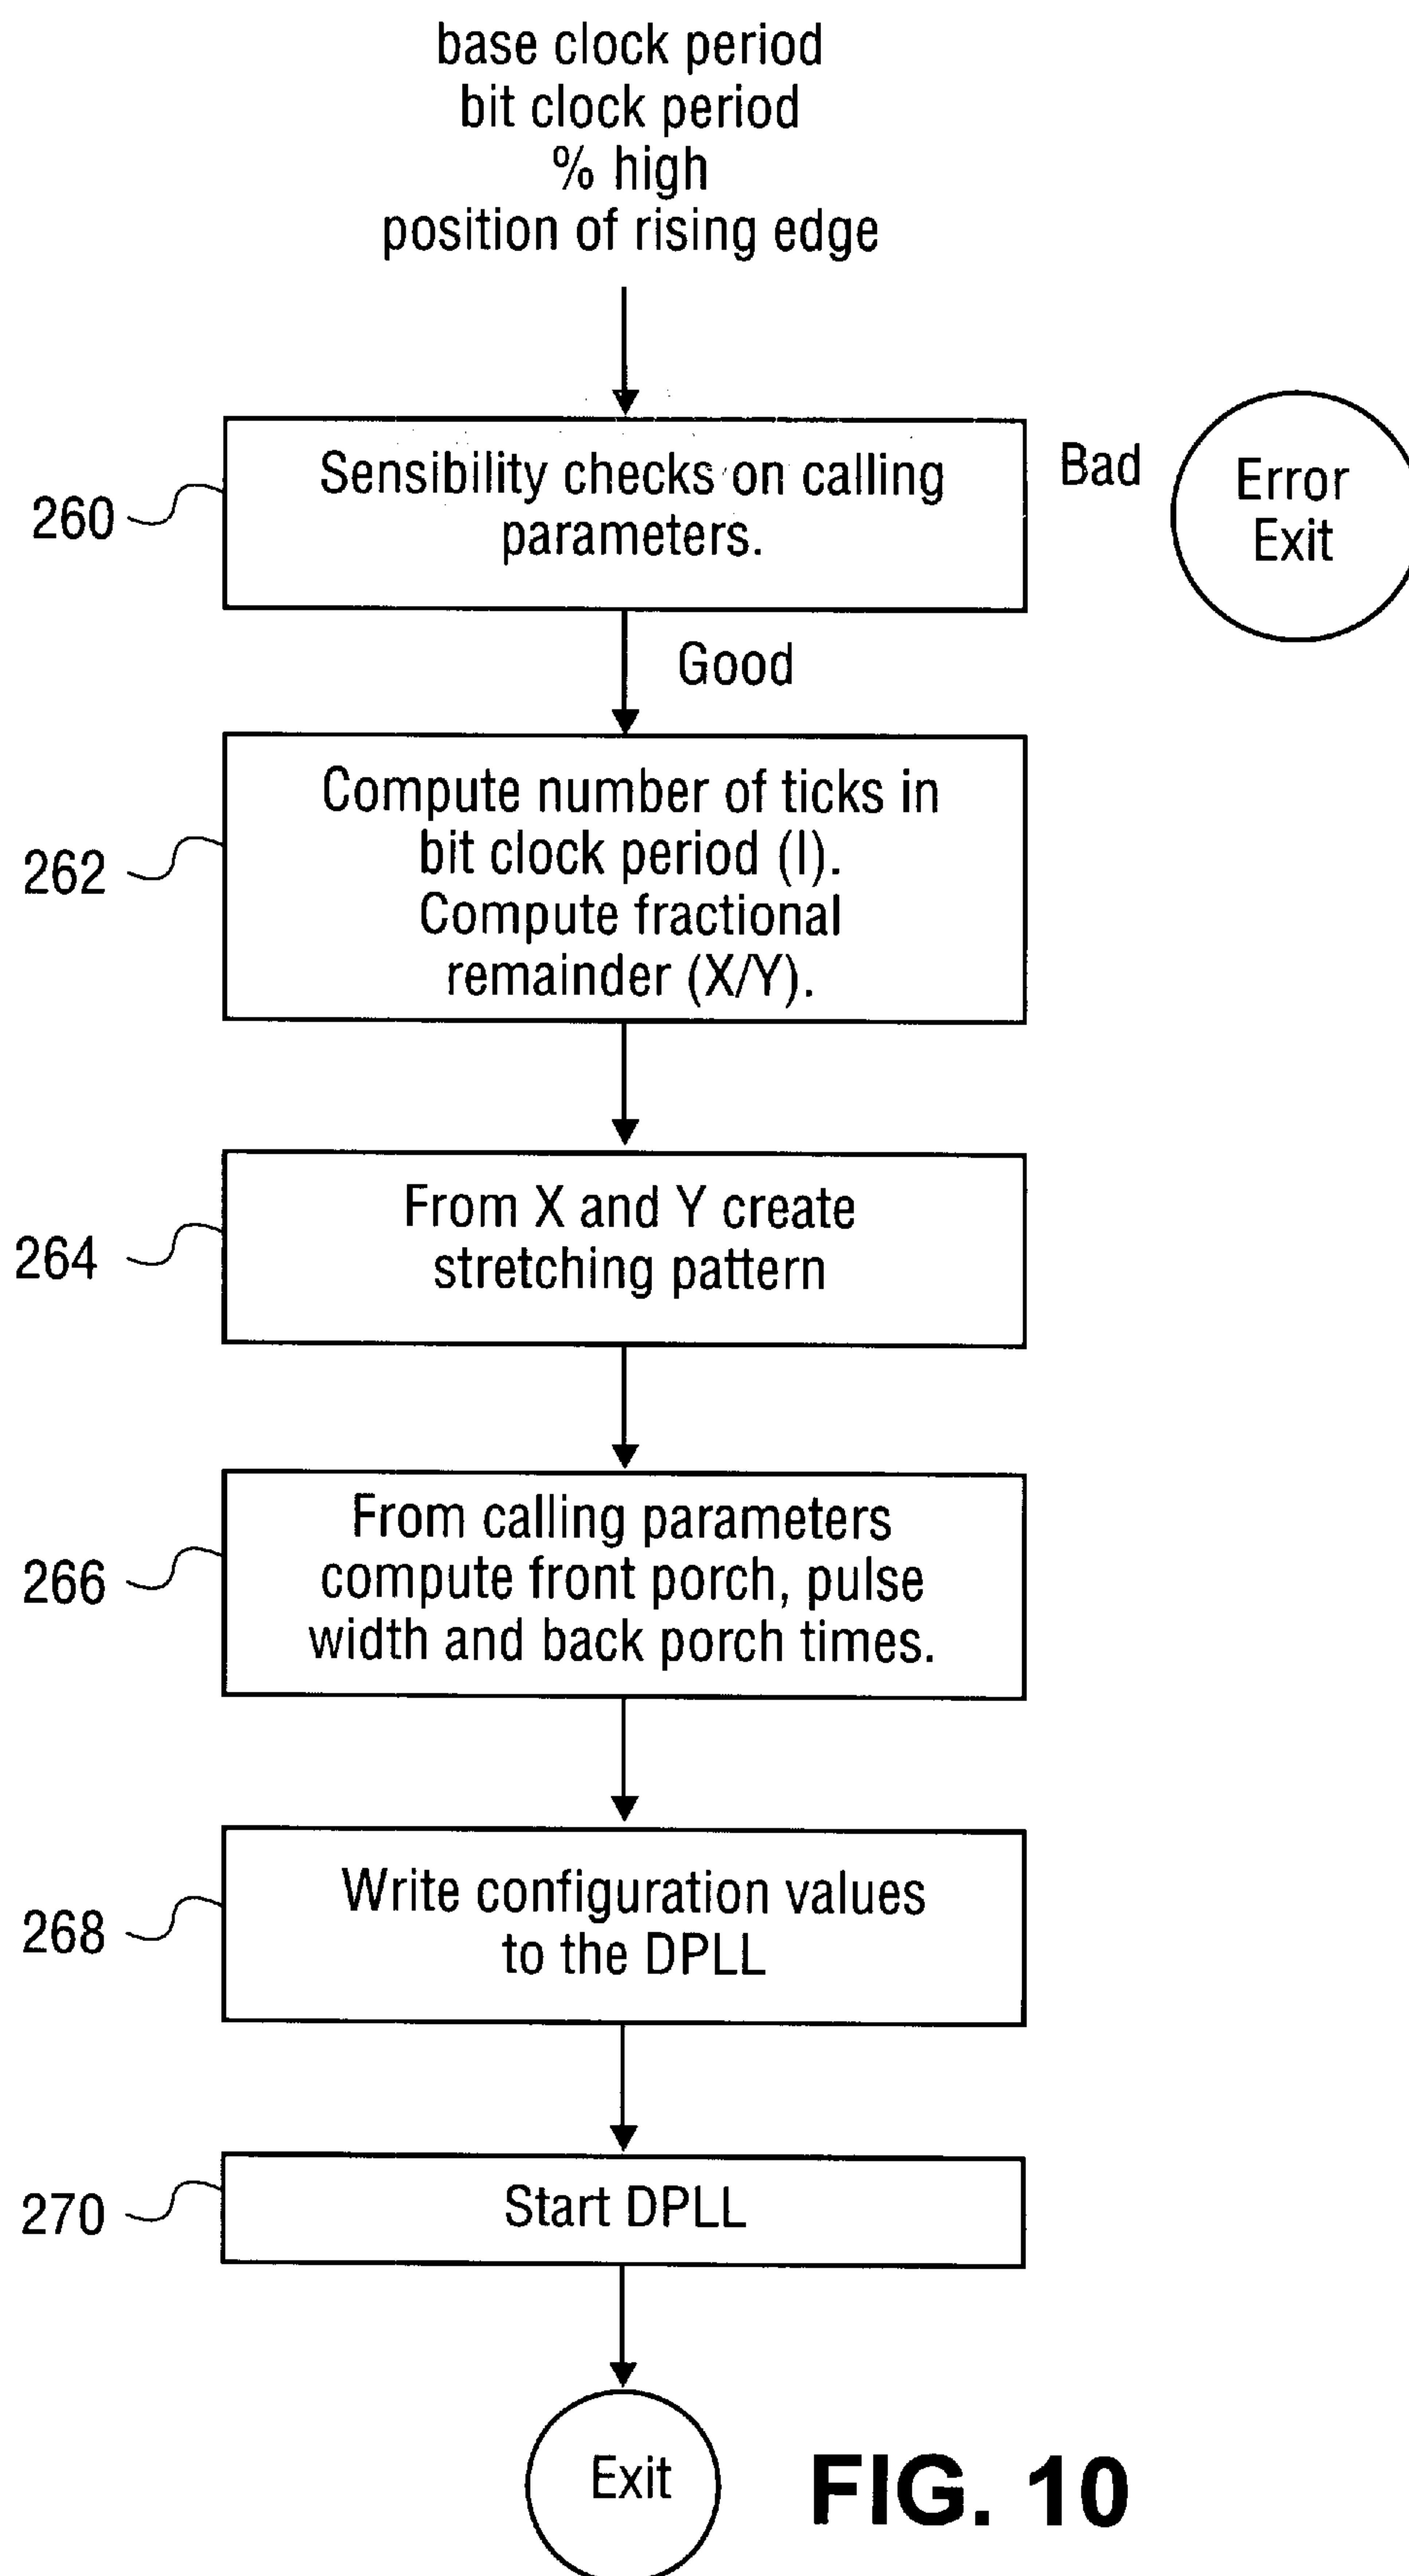 base clock period
bit clock period
% high
position of rising edge
260
Sensibility checks on calling
parameters.
Bad
Error
Exit
Good
262
Compute number of ticks in
bit clock period (I).
Compute fractional
remainder (X/Y).
264
From X and Y create
stretching pattern
266
From calling parameters
compute front porch, pulse
width and back porch times.
268
Write configuration values
to the DPLL
270
Start DPLL
Exit
FIG. 10